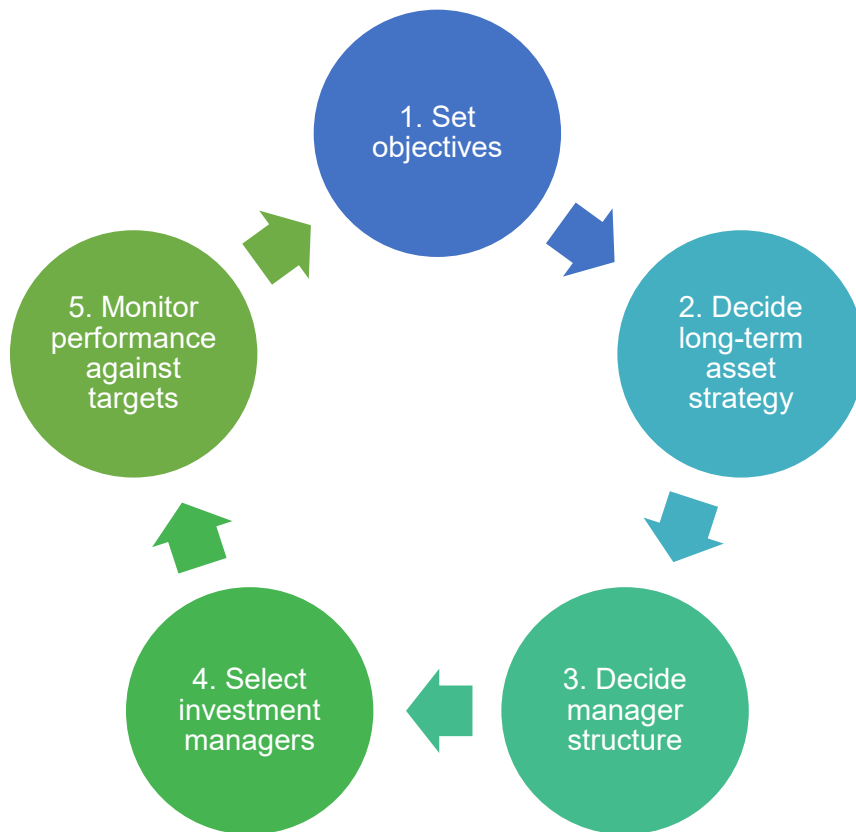 1. Set
objectives
2. Decide
long-term
asset
strategy
3. Decide
manager
structure
4. Select
investment
managers
5. Monitor
performance
against
targets